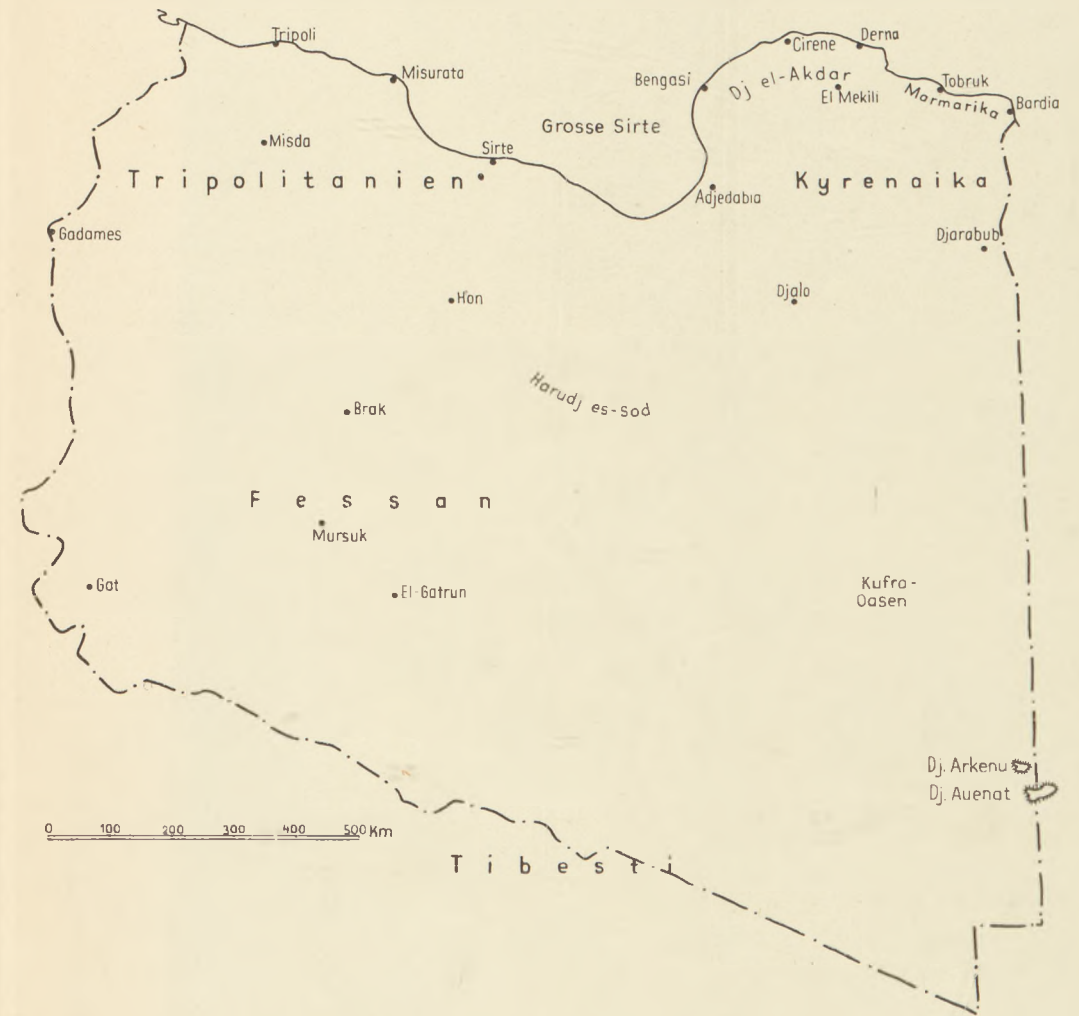 Tripoli
Misurata
Cirene
Derna
Bengasi
Dj el-Akdar
El Mekili
Tobruk
Marmarika
Bardia
Grosse Sirte
Misda
Sirte
Tripolitanien
Kyrenaika
Adjedabia
Gadames
Djarabub
Hon
Djalo
Harudj es-sod
Brak
Fessan
Mursuk
Gat
El-Gatrun
Kufra-
Oasen
Dj. Arkenu
Dj. Auenat
0 100 200 300 400 500 Km
Tibesti